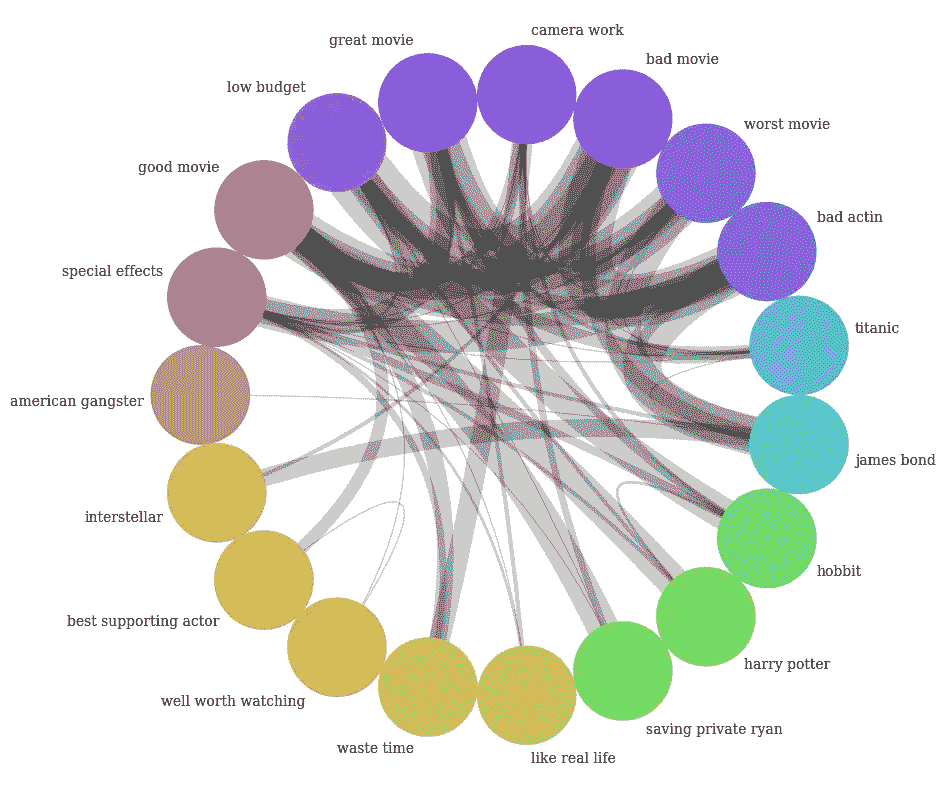 camera work
great movie
bad movie
low budget
worst movie
good movie
bad actin
special effects
titanic
american gangster
james bond
interstellar
hobbit
best supporting actor
harry potter
well worth watching
saving private ryan
waste time
like real life